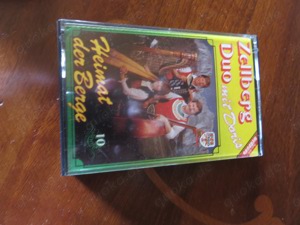 Zellberg
Duo mit Doris
Heimat
der Berge
10